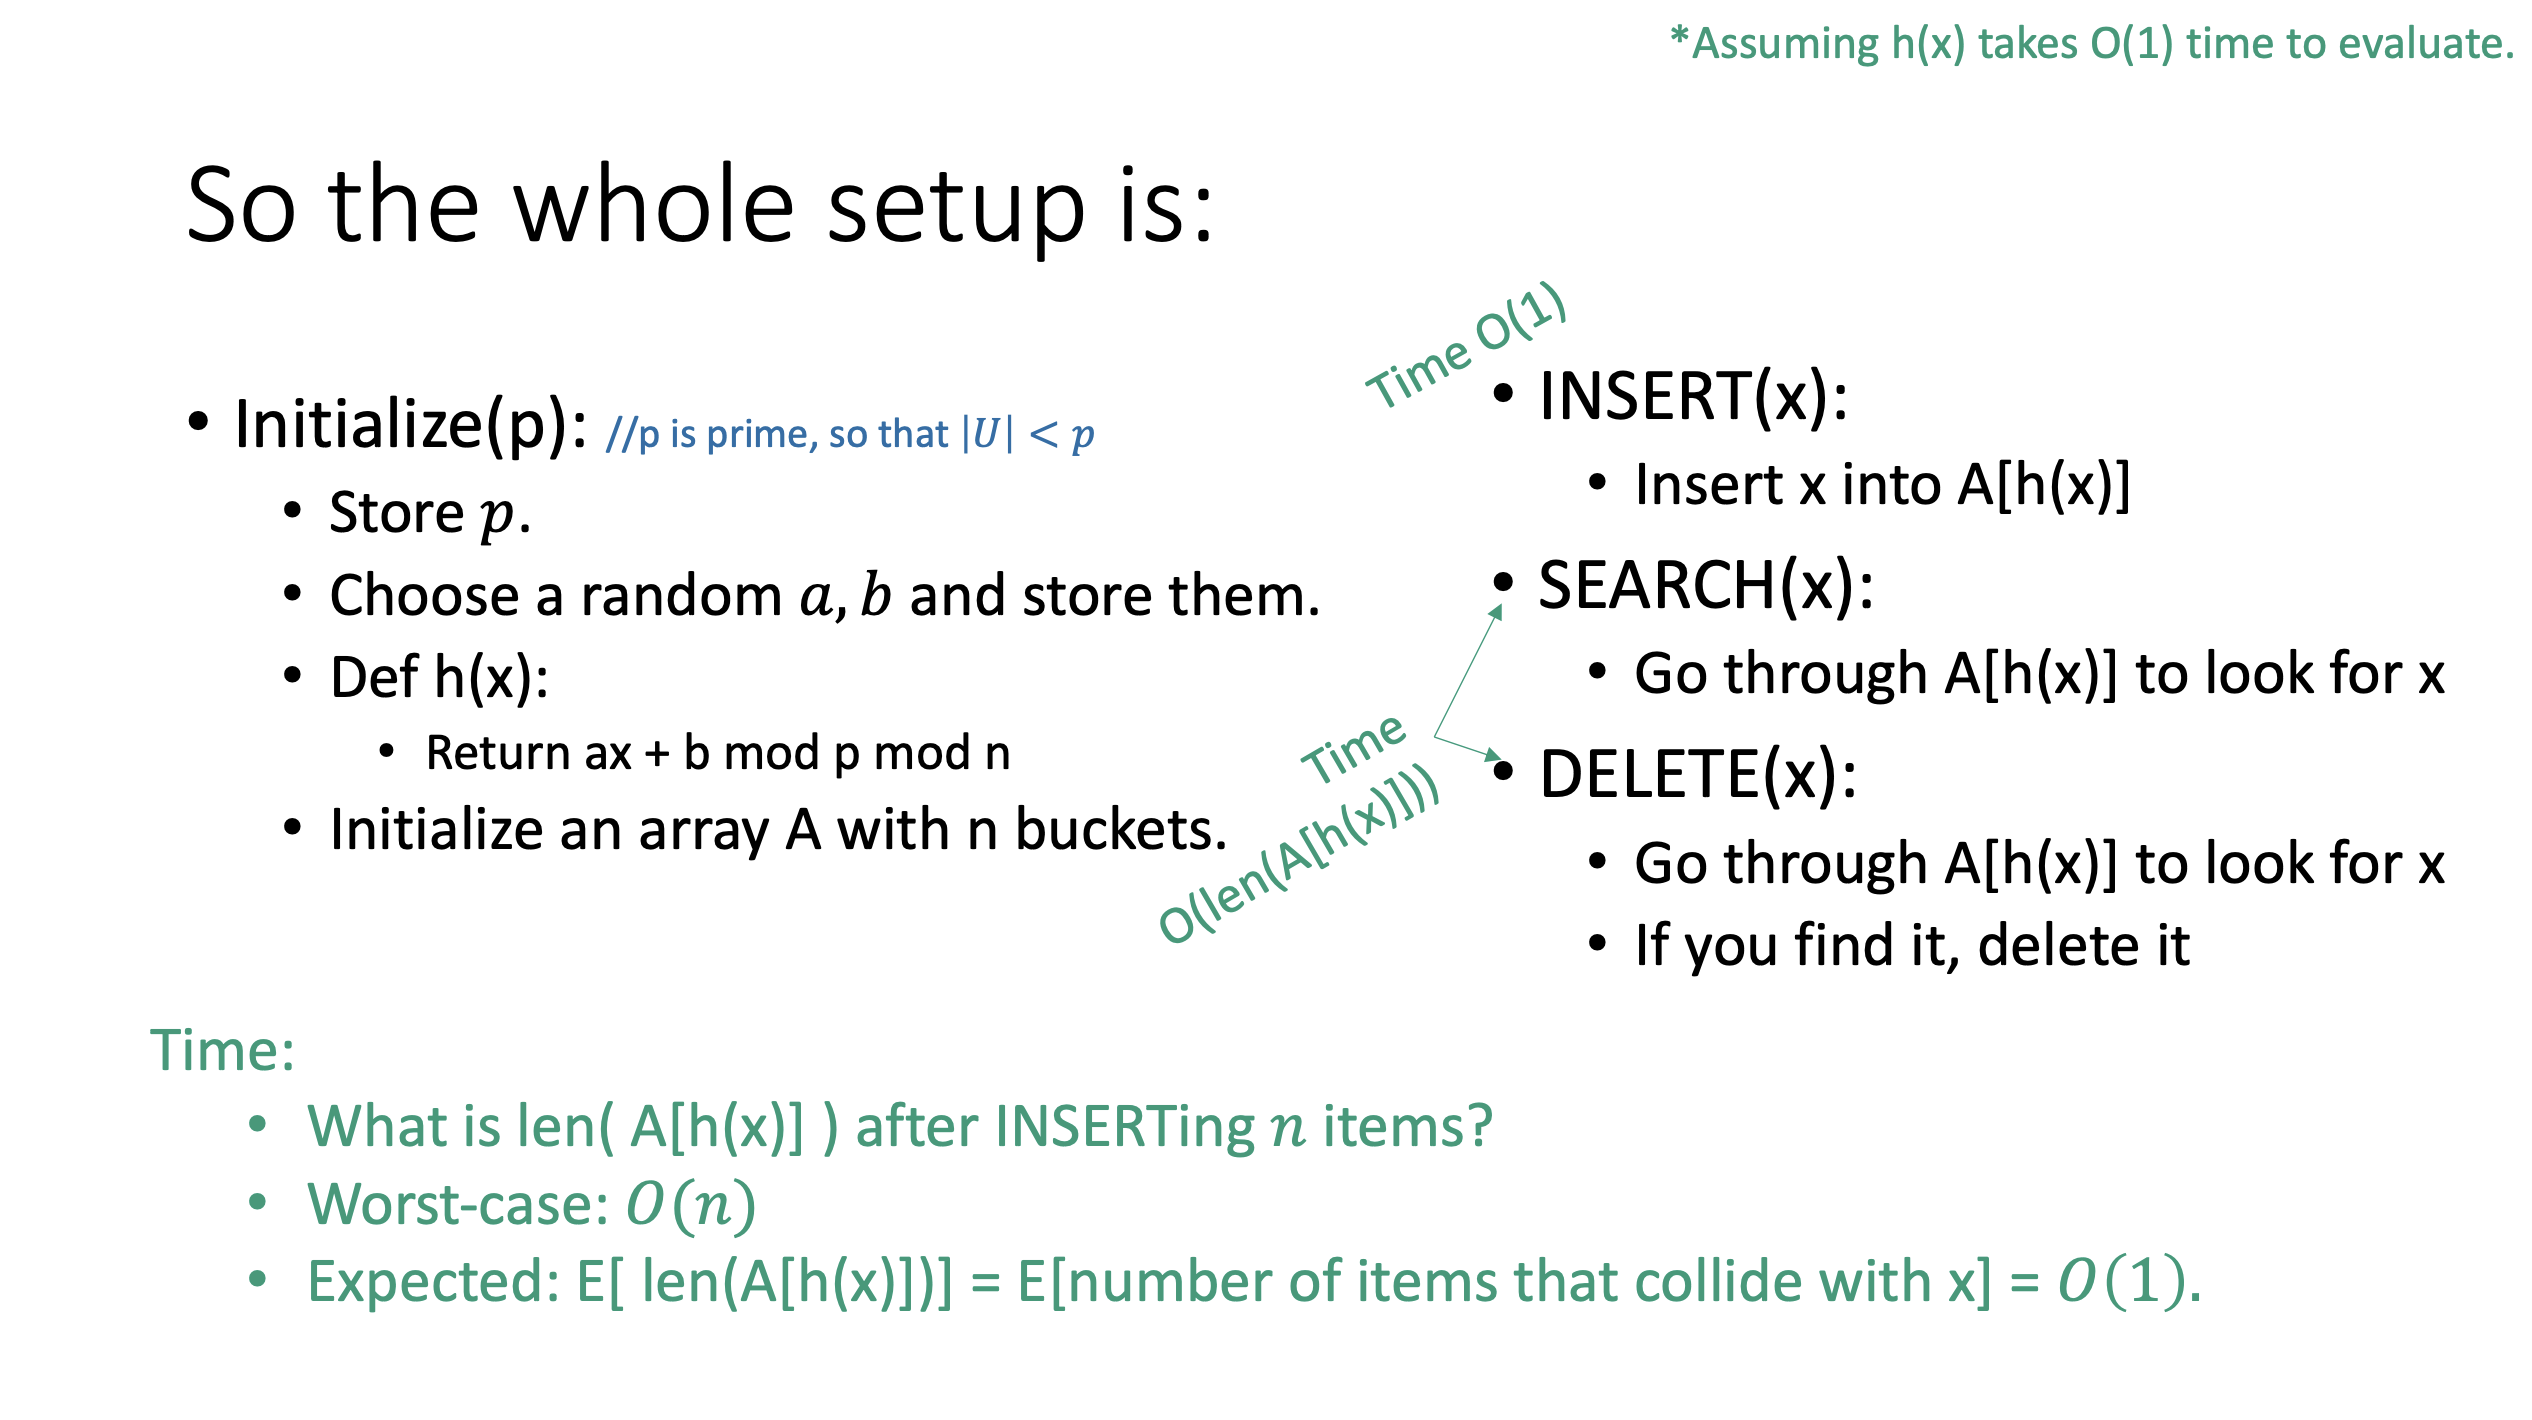 *Assuming h(x) takes O(1) time to evaluate.
So the whole setup is:
• Initialize(p): //p is prime, so that |U| < p
• Store p.
• Choose a random a, b and store them.
• Def h(x):
• Return ax + b mod p mod n
• Initialize an array A with n buckets.
Time O(1)
• INSERT(x):
• Insert x into A[h(x)]
• SEARCH(x):
• Go through A[h(x)] to look for x
Time
O(len(A[h(x)]))
• DELETE(x):
• Go through A[h(x)] to look for x
• If you find it, delete it
Time:
• What is len( A[h(x)] ) after INSERTing n items?
• Worst-case: O(n)
• Expected: E[ len(A[h(x)])] = E[number of items that collide with x] = O(1).